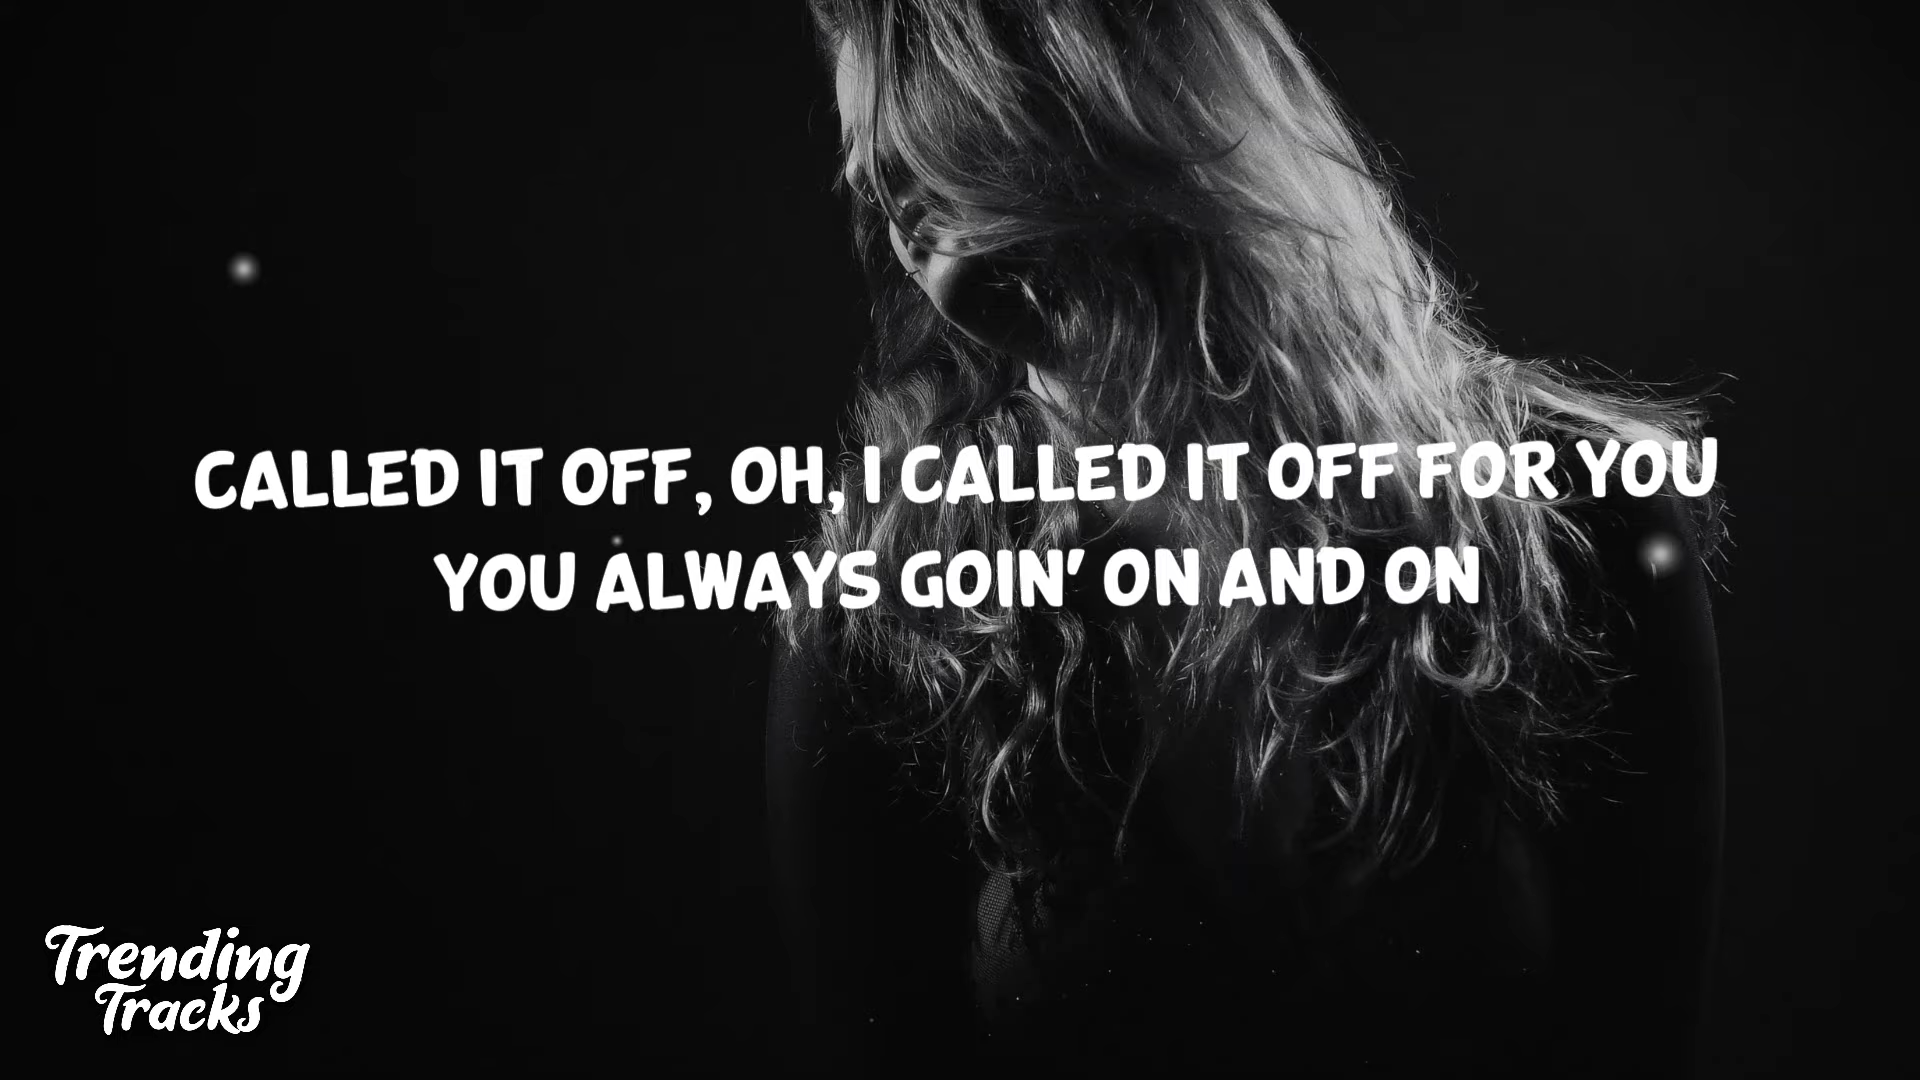 CALLED IT OFF, OH, I CALLED IT OFF FOR YOU
YOU ALWAYS GOIN' ON AND ON
Trending
Tracks